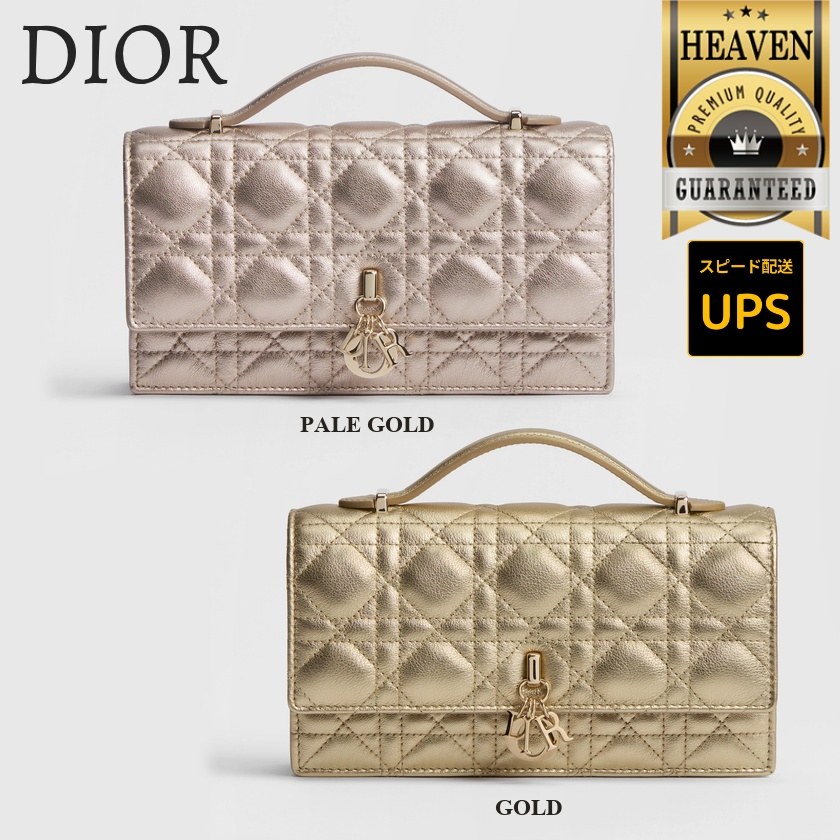 DIOR
HEAVEN
PREMIUM QUALITY
GUARANTEED
スピード配送
UPS
PALE GOLD
GOLD